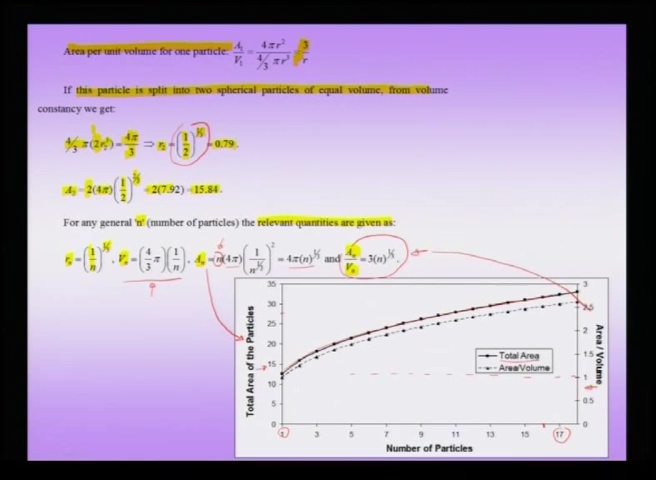 Area per unit volume for one particle: A₁/V₁ = 4πr²/(4/3 πr³) = 3/r
If this particle is split into two spherical particles of equal volume, from volume
constancy we get:
4/3 π(2r₂³) = 4π/3 ⇒ r₂ = (1/2)^(1/3) = 0.79.
A₂ = 2(4π)(1/2)^(2/3) = 2(7.92) = 15.84.
For any general 'n' (number of particles) the relevant quantities are given as:
rₙ = (1/n)^(1/3), Vₙ = (4/3 π)(1/n), Aₙ = n(4π)(1/n^(1/3))² = 4π(n)^(1/3) and Aₙ/Vₙ = 3(n)^(1/3).
Total Area of the Particles
35
30
25
20
15
10
5
0
Total Area
Area/Volume
3
2.5
2
1.5
1
0.5
0
Area / Volume
1 3 5 7 9 11 13 15 17
Number of Particles